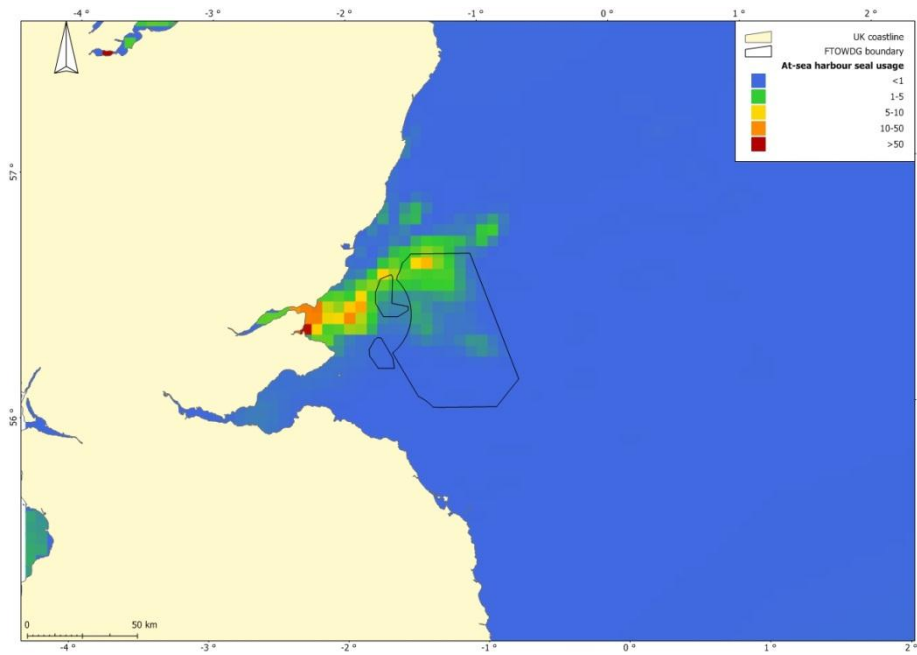 -4 ° -3 ° -2 ° -1 ° 0 ° 1 ° 2 °
UK coastline
FTOWDG boundary
At-sea harbour seal usage
<1
1-5
5-10
10-50
>50
57 °
56 °
0 50 km
-4 ° -3 ° -2 ° -1 ° 0 ° 1 ° 2 °